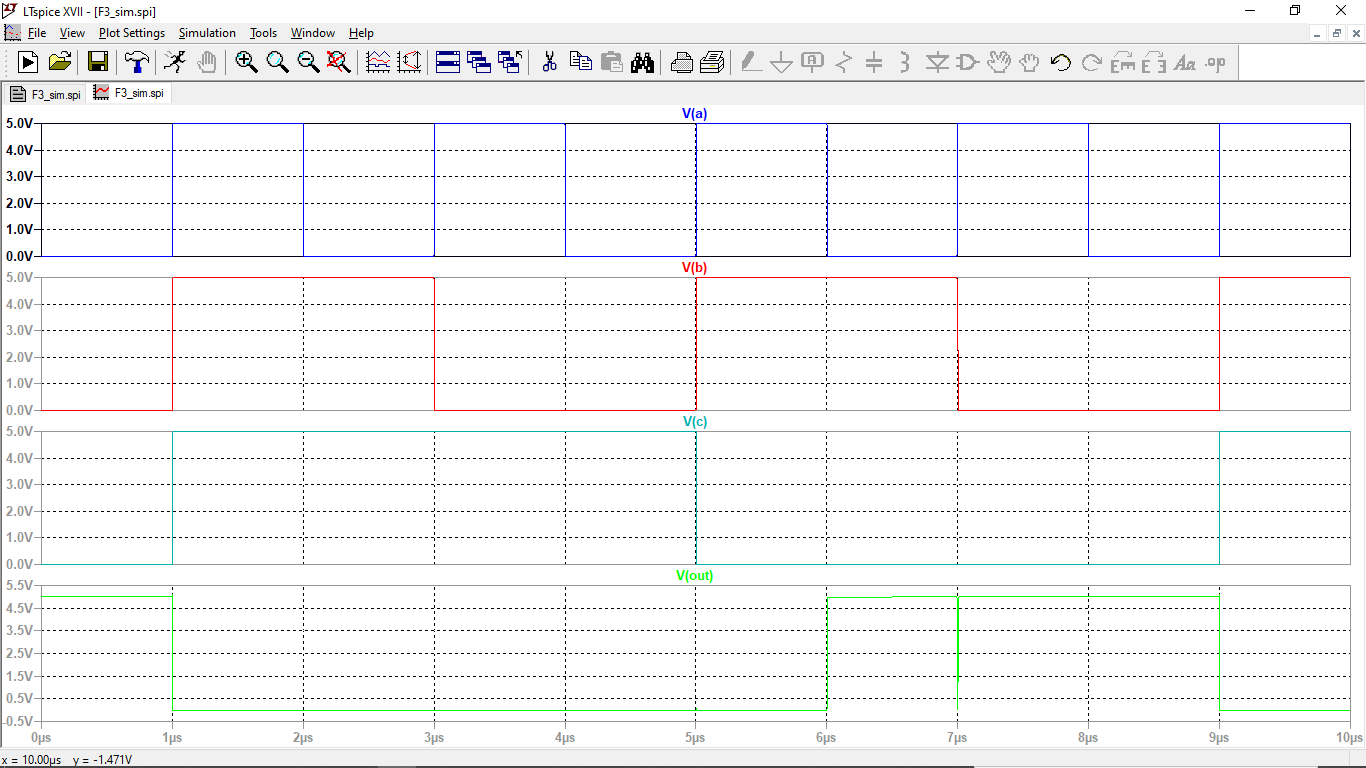 LTspice XVII - [F3_sim.spi]
File View Plot Settings Simulation Tools Window Help
F3_sim.spi F3_sim.spi
V(a)
5.0V
4.0V
3.0V
2.0V
1.0V
0.0V
V(b)
5.0V
4.0V
3.0V
2.0V
1.0V
0.0V
V(c)
5.0V
4.0V
3.0V
2.0V
1.0V
0.0V
V(out)
5.5V
4.5V
3.5V
2.5V
1.5V
0.5V
-0.5V
0µs 1µs 2µs 3µs 4µs 5µs 6µs 7µs 8µs 9µs 10µs
x = 10.00µs y = -1.471V